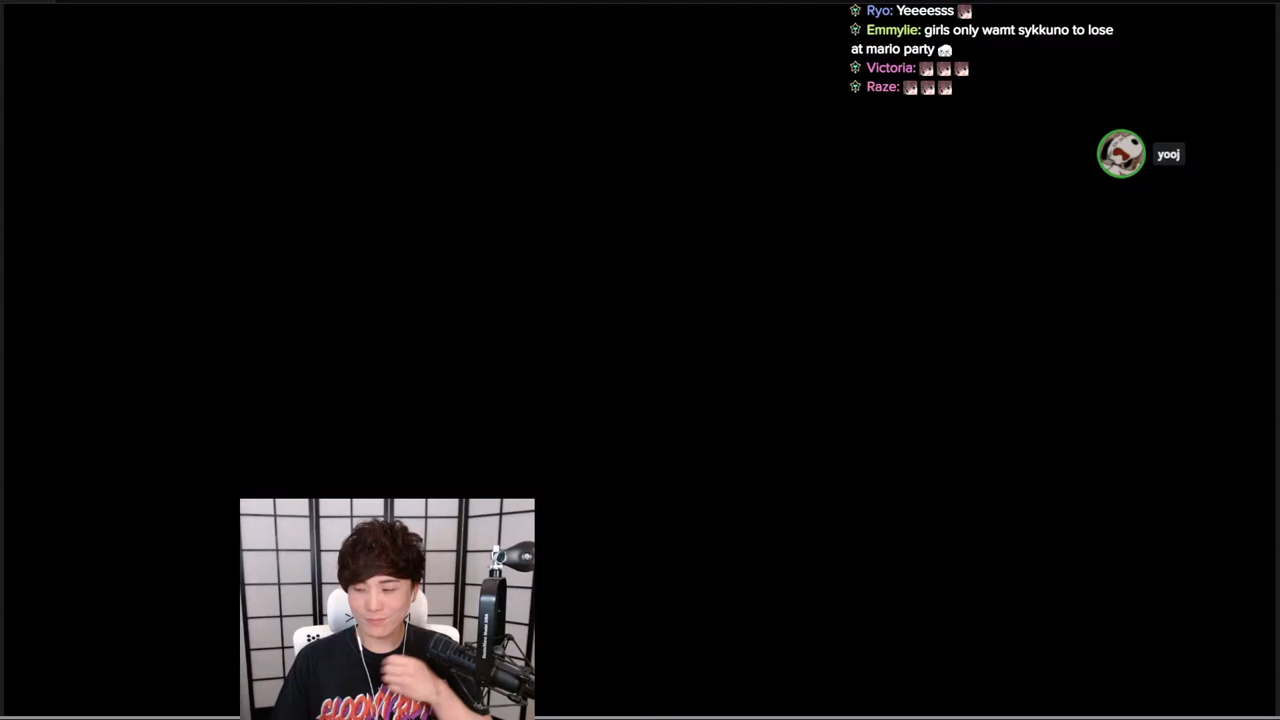 Ryo: Yeeeesss
Emmylie: girls only wamt sykkuno to lose
at mario party
Victoria:
Raze:
yooj